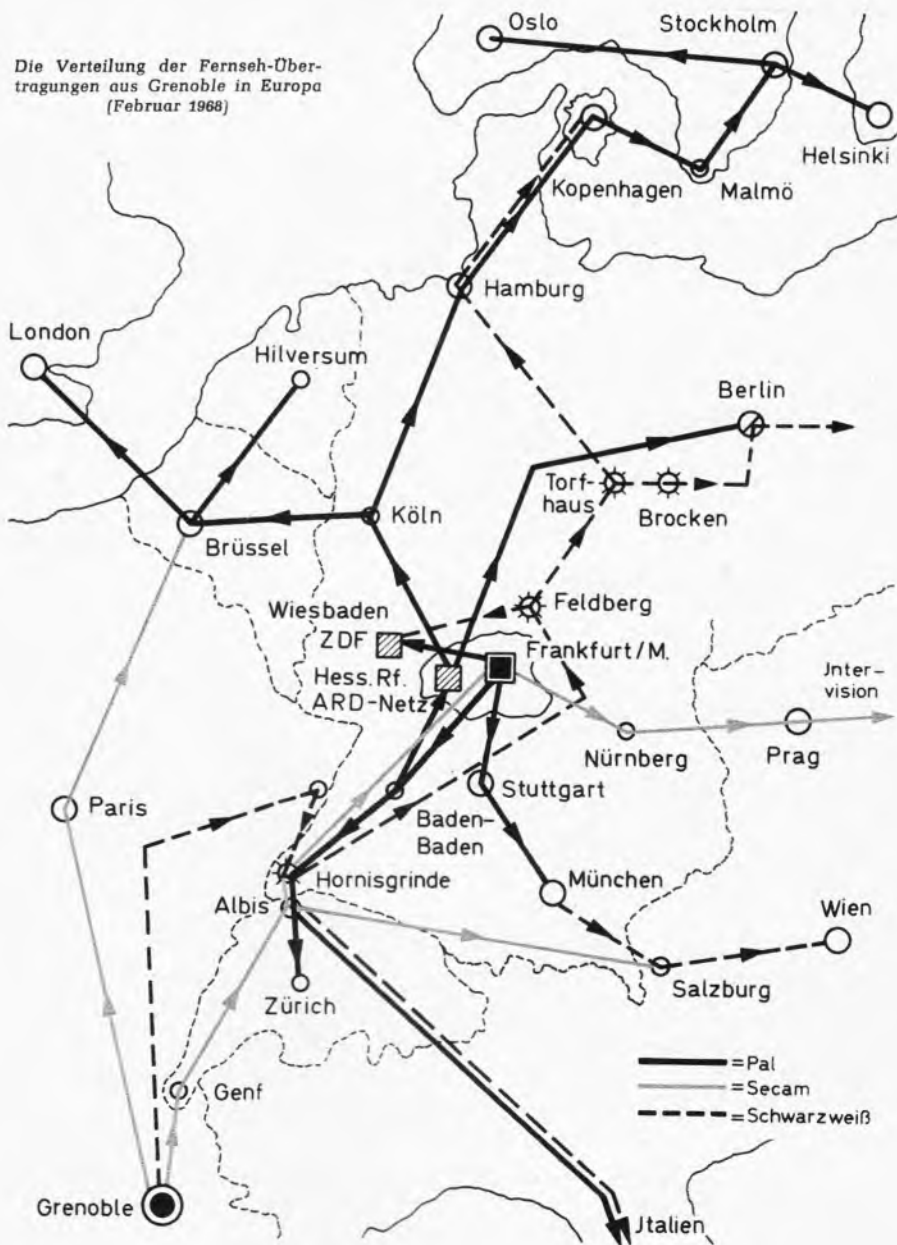 Die Verteilung der Fernseh-Über-
tragungen aus Grenoble in Europa
(Februar 1968)
Oslo
Stockholm
Helsinki
Kopenhagen
Malmö
Hamburg
London
Hilversum
Berlin
Torf-
haus
Brocken
Köln
Brüssel
Feldberg
Wiesbaden
ZDF
Frankfurt/M.
Hess. Rf.
ARD-Netz
Jnter-
vision
Nürnberg
Prag
Paris
Stuttgart
Baden-
Baden
Hornisgrinde
München
Albis
Wien
Zürich
Salzburg
Genf
=Pal
=Secam
=Schwarzweiß
Grenoble
Jtalien